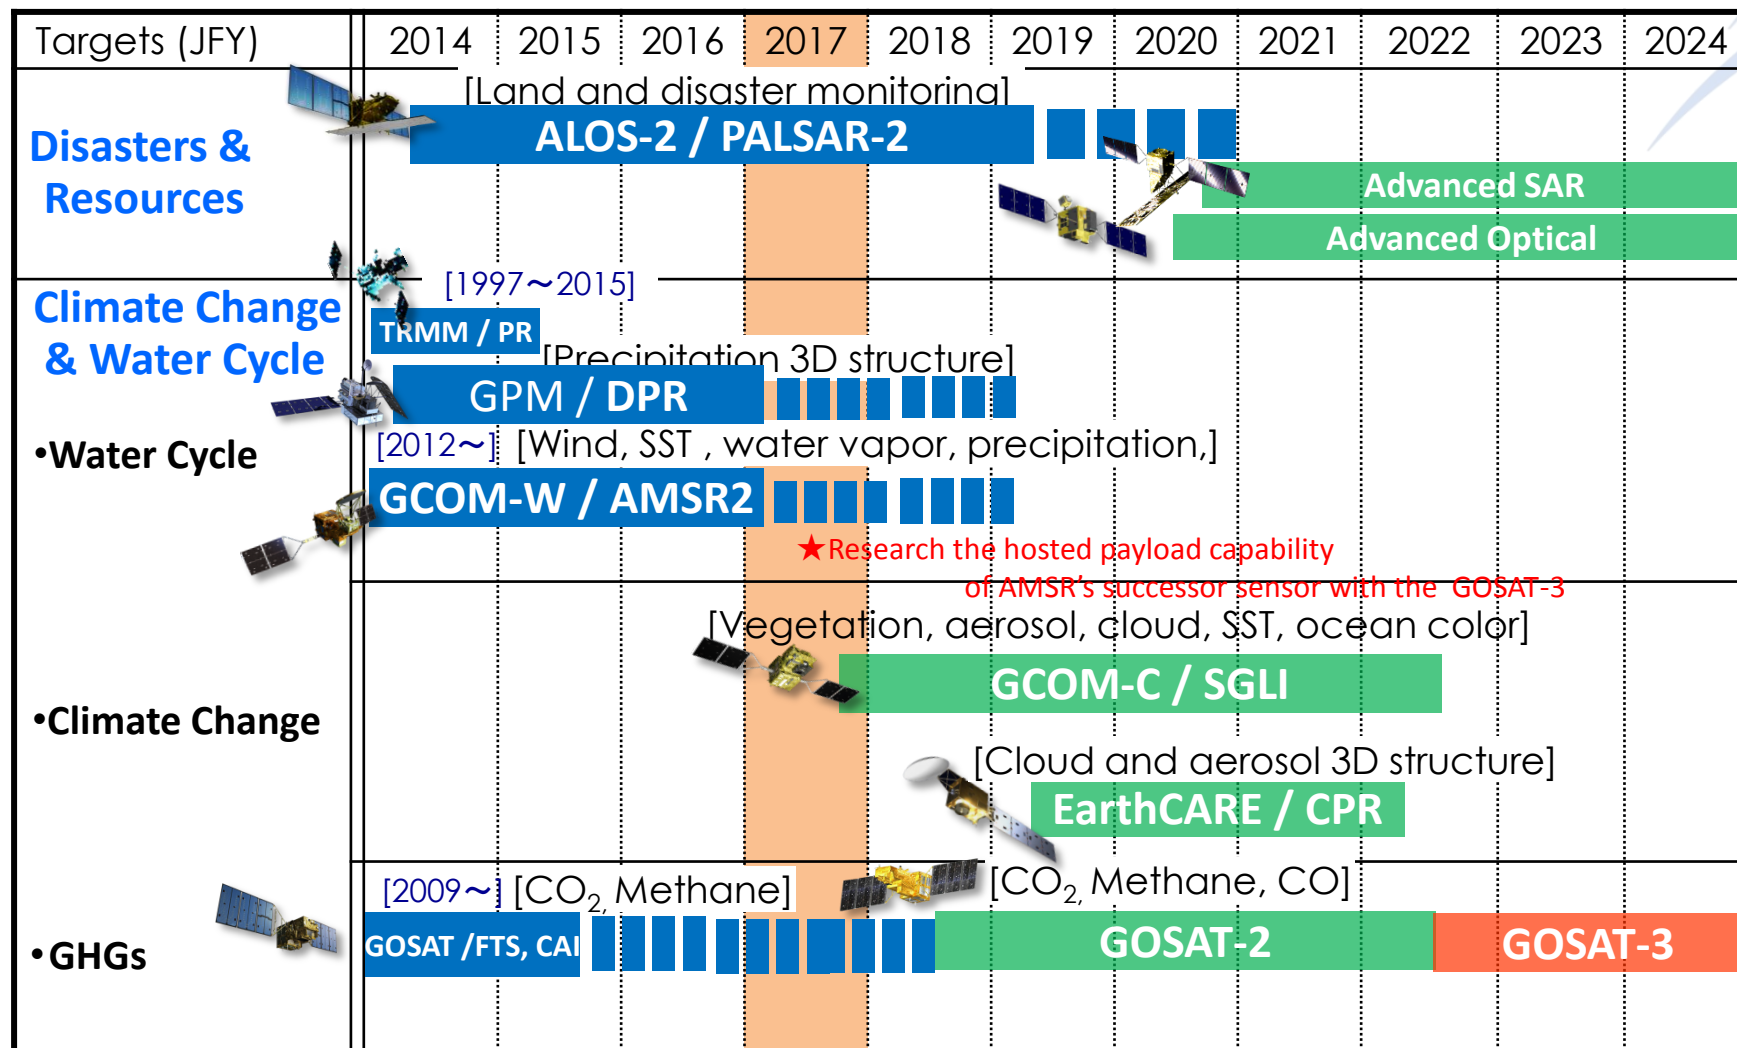 Targets (JFY) 2014 2015 2016 2017 2018 2019 2020 2021 2022 2023 2024
[Land and disaster monitoring]
Disasters &
Resources
ALOS-2 / PALSAR-2
Advanced SAR
Advanced Optical
Climate Change
& Water Cycle
[1997～2015]
TRMM / PR
[Precipitation 3D structure]
GPM / DPR
•Water Cycle
[2012～] [Wind, SST , water vapor, precipitation,]
GCOM-W / AMSR2
★Research the hosted payload capability
of AMSR's successor sensor with the GOSAT-3
[Vegetation, aerosol, cloud, SST, ocean color]
GCOM-C / SGLI
•Climate Change
[Cloud and aerosol 3D structure]
EarthCARE / CPR
[2009～] [CO2, Methane] [CO2, Methane, CO]
•GHGs
GOSAT /FTS, CAI GOSAT-2 GOSAT-3